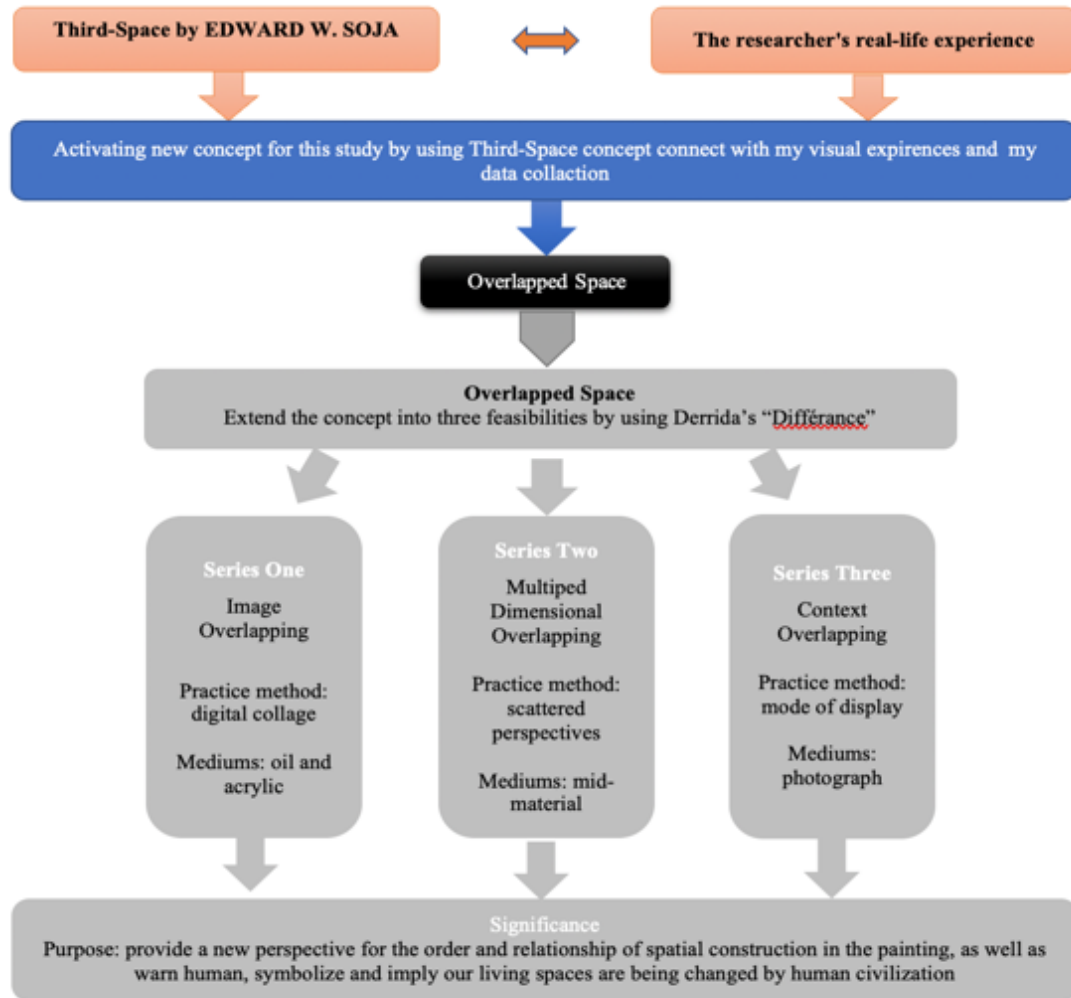 Third-Space by EDWARD W. SOJA
The researcher's real-life experience
Activating new concept for this study by using Third-Space concept connect with my visual expirences and my
data collaction
Overlapped Space
Overlapped Space
Extend the concept into three feasibilities by using Derrida's “Différance”
Series One
Image
Overlapping
Practice method:
digital collage
Mediums: oil and
acrylic
Series Two
Multiped
Dimensional
Overlapping
Practice method:
scattered
perspectives
Mediums: mid-
material
Series Three
Context
Overlapping
Practice method:
mode of display
Mediums:
photograph
Significance
Purpose: provide a new perspective for the order and relationship of spatial construction in the painting, as well as
warn human, symbolize and imply our living spaces are being changed by human civilization